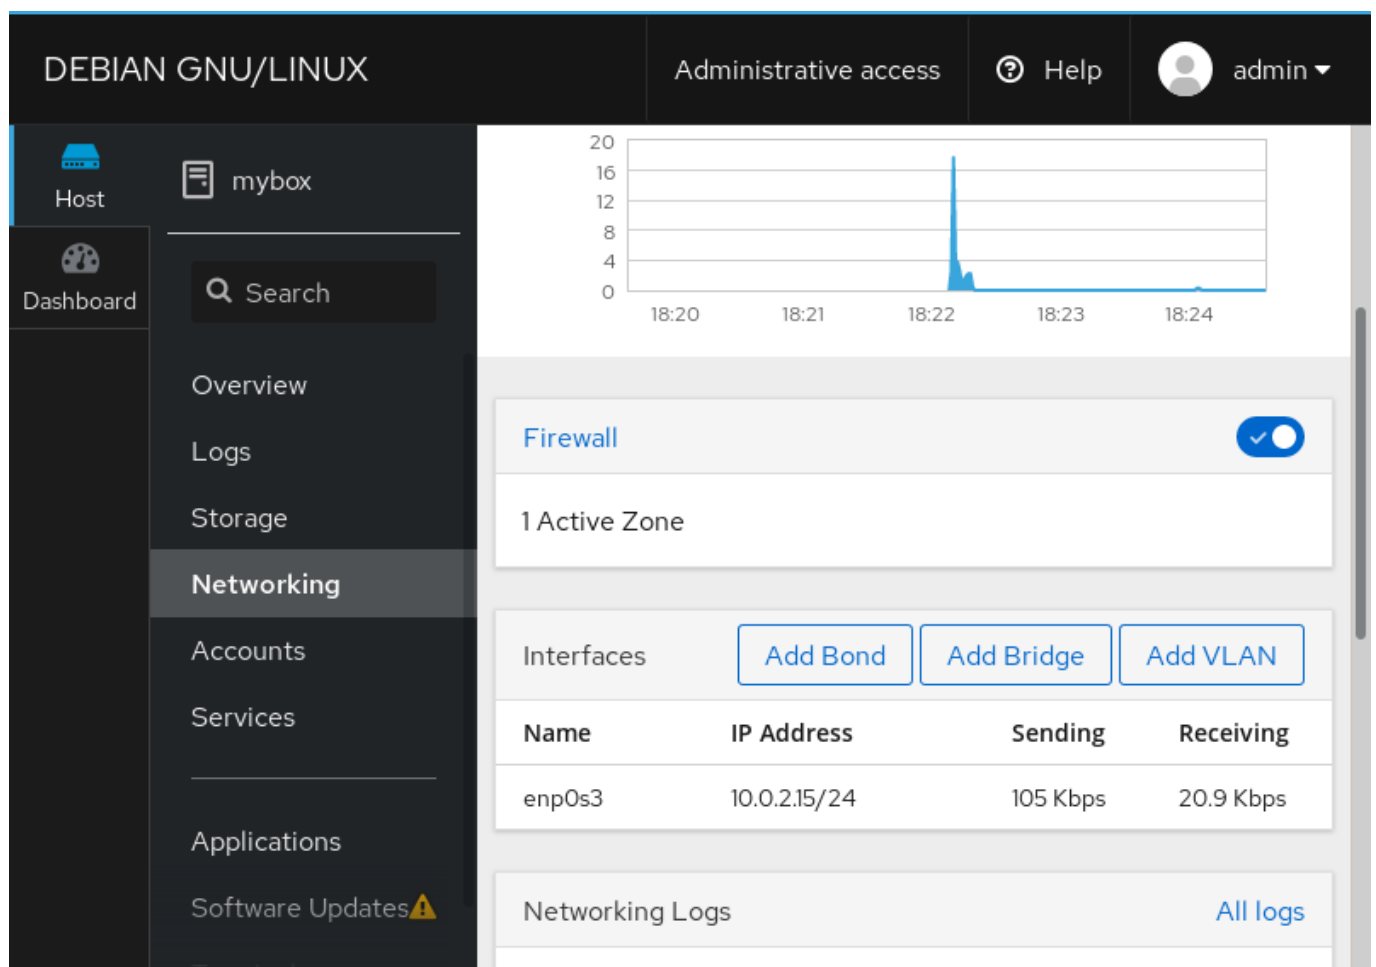 DEBIAN GNU/LINUX
Administrative access
Help
admin
Host
Dashboard
mybox
Search
Overview
Logs
Storage
Networking
Accounts
Services
Applications
Software Updates
20
16
12
8
4
0
18:20 18:21 18:22 18:23 18:24
Firewall
1 Active Zone
Interfaces Add Bond Add Bridge Add VLAN
Name IP Address Sending Receiving
enp0s3 10.0.2.15/24 105 Kbps 20.9 Kbps
Networking Logs All logs